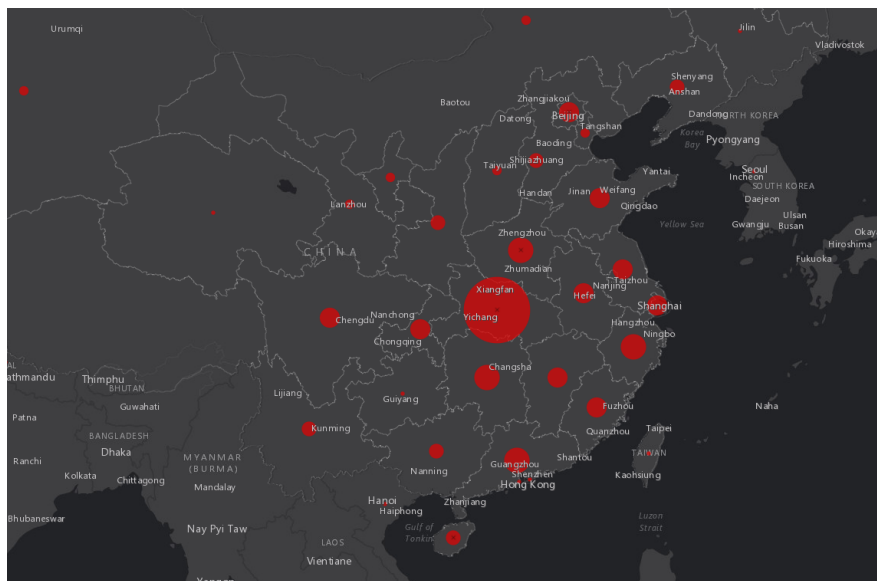 Urumqi
Jilin
Vladivostok
Shenyang
Anshan
Zhangjiakou
Baotou
Beijing
Datong
Dandong
ORTH KOREA
Tangshan
Korea
Bay
Pyongyang
Baoding
Shijiazhuang
Taiyuan
Yantai
Seoul
Incheon
SOUTH KOREA
Handan
Jinan
Weifang
Daejeon
Lanzhou
Qingdao
Ulsan
Gwangju
Busan
Yellow Sea
Okay
Zhengzhou
Hiroshima
CHINA
Fukuoka
Zhumadian
Taizhou
Nanjing
Xiangfan
Hefei
Shanghai
Nanchong
Yichang
Chengdu
Hangzhou
Ningbo
Chongqing
AL
Changsha
athmandu
Thimphu
BHUTAN
Lijiang
Guiyang
Guwahati
Fuzhou
Naha
Patna
Kunming
Quanzhou
Taipei
BANGLADESH
Dhaka
TAIWAN
MYANMAR
(BURMA)
Shantou
Ranchi
Guangzhou
Nanning
Kolkata
Chittagong
Shenzhen
Kaohsiung
Mandalay
Hong Kong
Hanoi
Zhanjiang
Haiphong
Bhubaneswar
Luzon
Strait
Nay Pyi Taw
Gulf of
Tonkin
LAOS
Vientiane